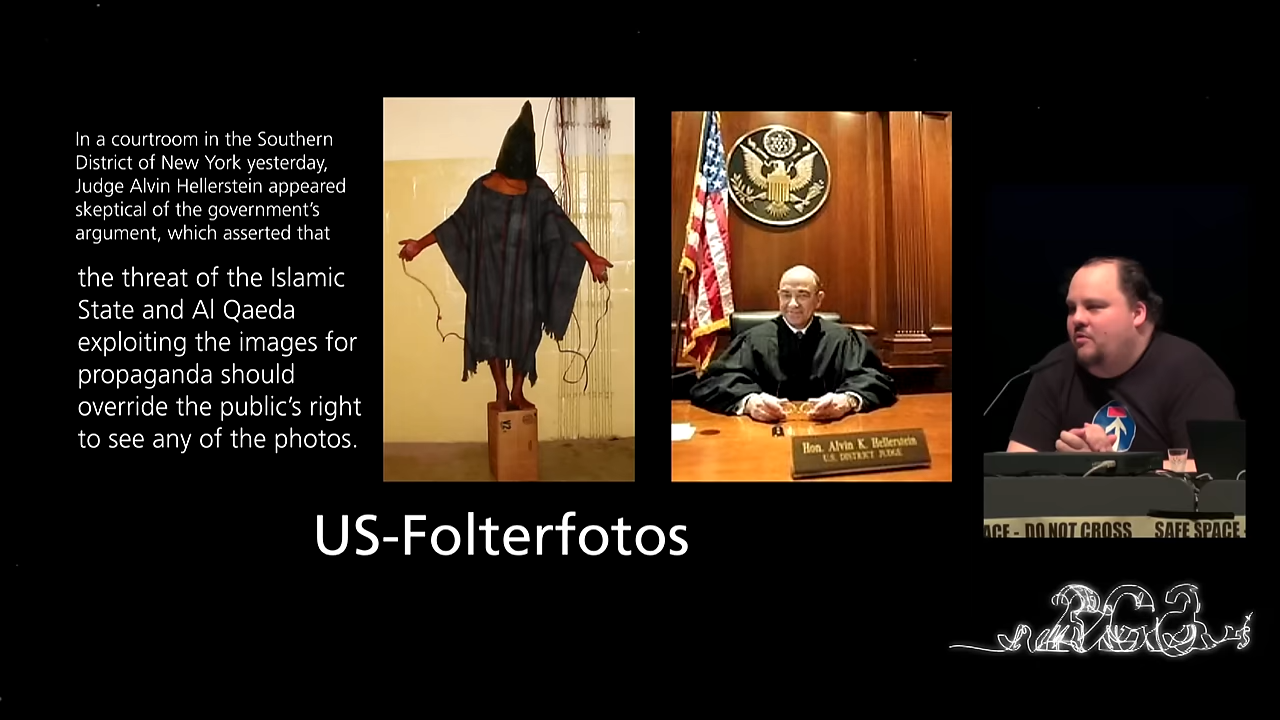 In a courtroom in the Southern
District of New York yesterday,
Judge Alvin Hellerstein appeared
skeptical of the government's
argument, which asserted that
the threat of the Islamic
State and Al Qaeda
exploiting the images for
propaganda should
override the public's right
to see any of the photos.
Hon. Alvin K. Hellerstein
U.S. DISTRICT JUDGE
US-Folterfotos
ACE - DO NOT CROSS SAFE SPACE -